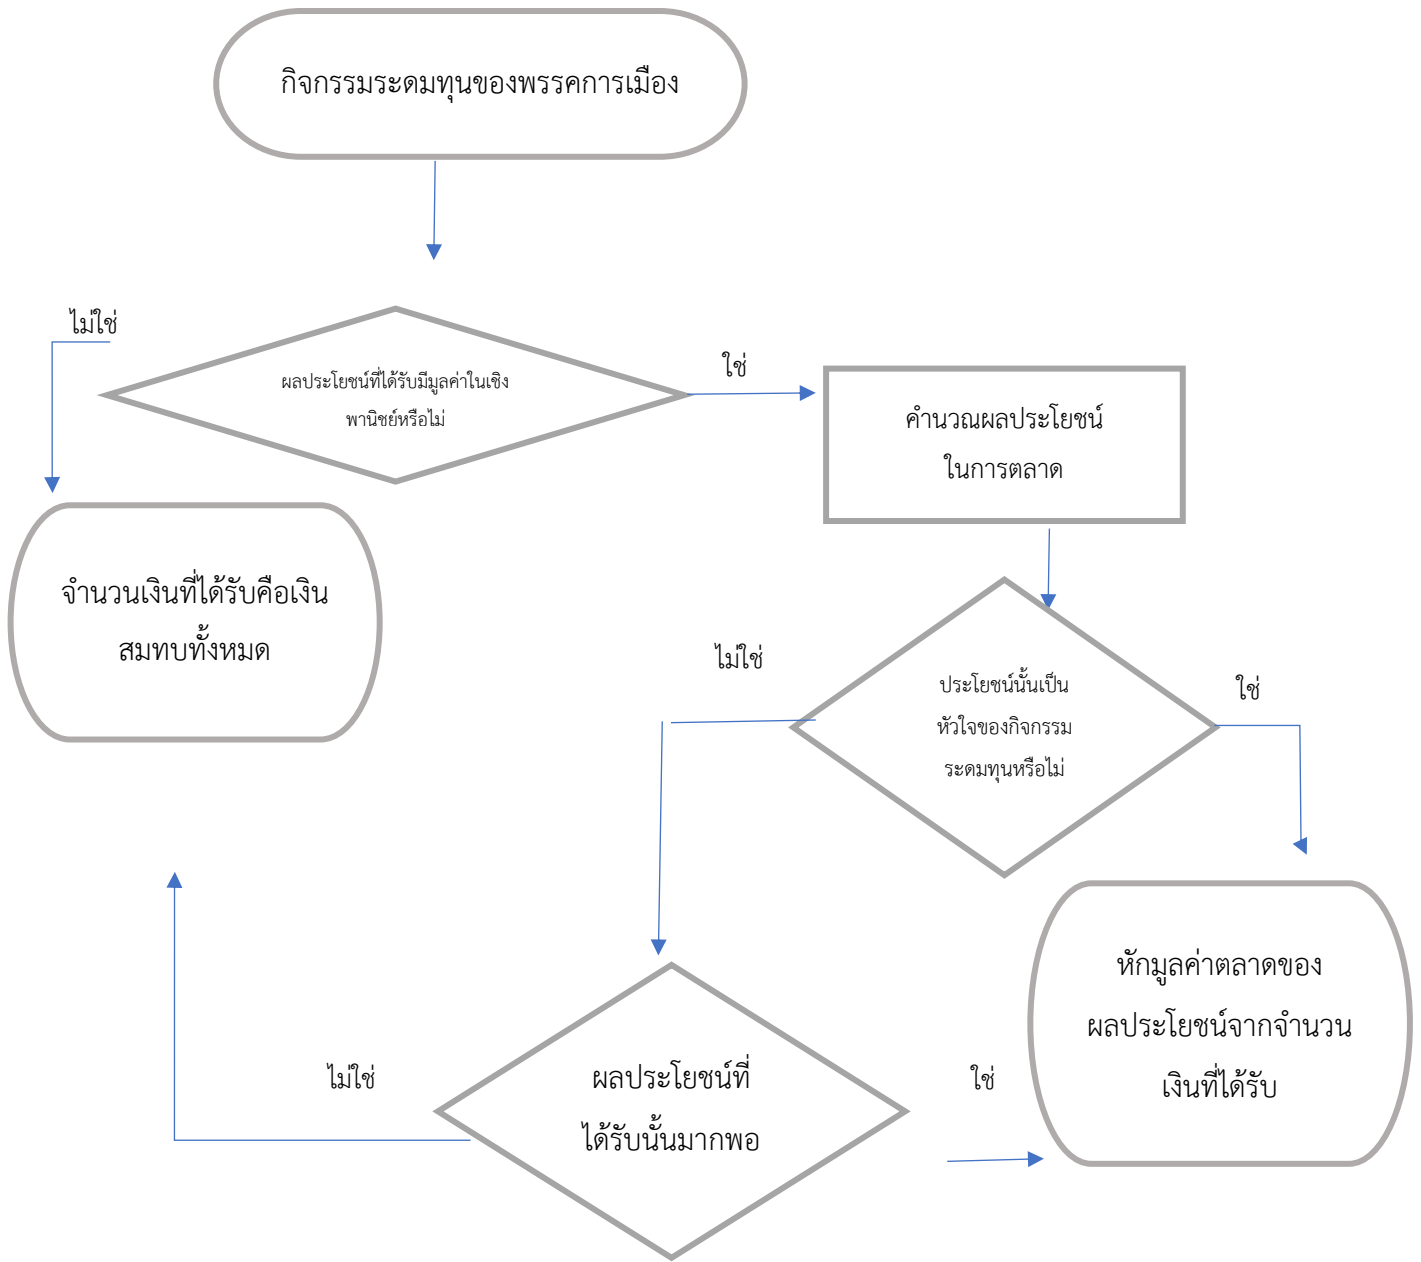 กิจกรรมระดมทุนของพรรคการเมือง
ไม่ใช่
ผลประโยชน์ที่ได้รับมีมูลค่าในเชิง
พานิชย์หรือไม่
ใช่
คำนวณผลประโยชน์
ในการตลาด
จำนวนเงินที่ได้รับคือเงิน
สมทบทั้งหมด
ไม่ใช่
ประโยชน์นั้นเป็น
หัวใจของกิจกรรม
ระดมทุนหรือไม่
ใช่
หักมูลค่าตลาดของ
ผลประโยชน์จากจำนวน
เงินที่ได้รับ
ไม่ใช่
ผลประโยชน์ที่
ได้รับนั้นมากพอ
ใช่